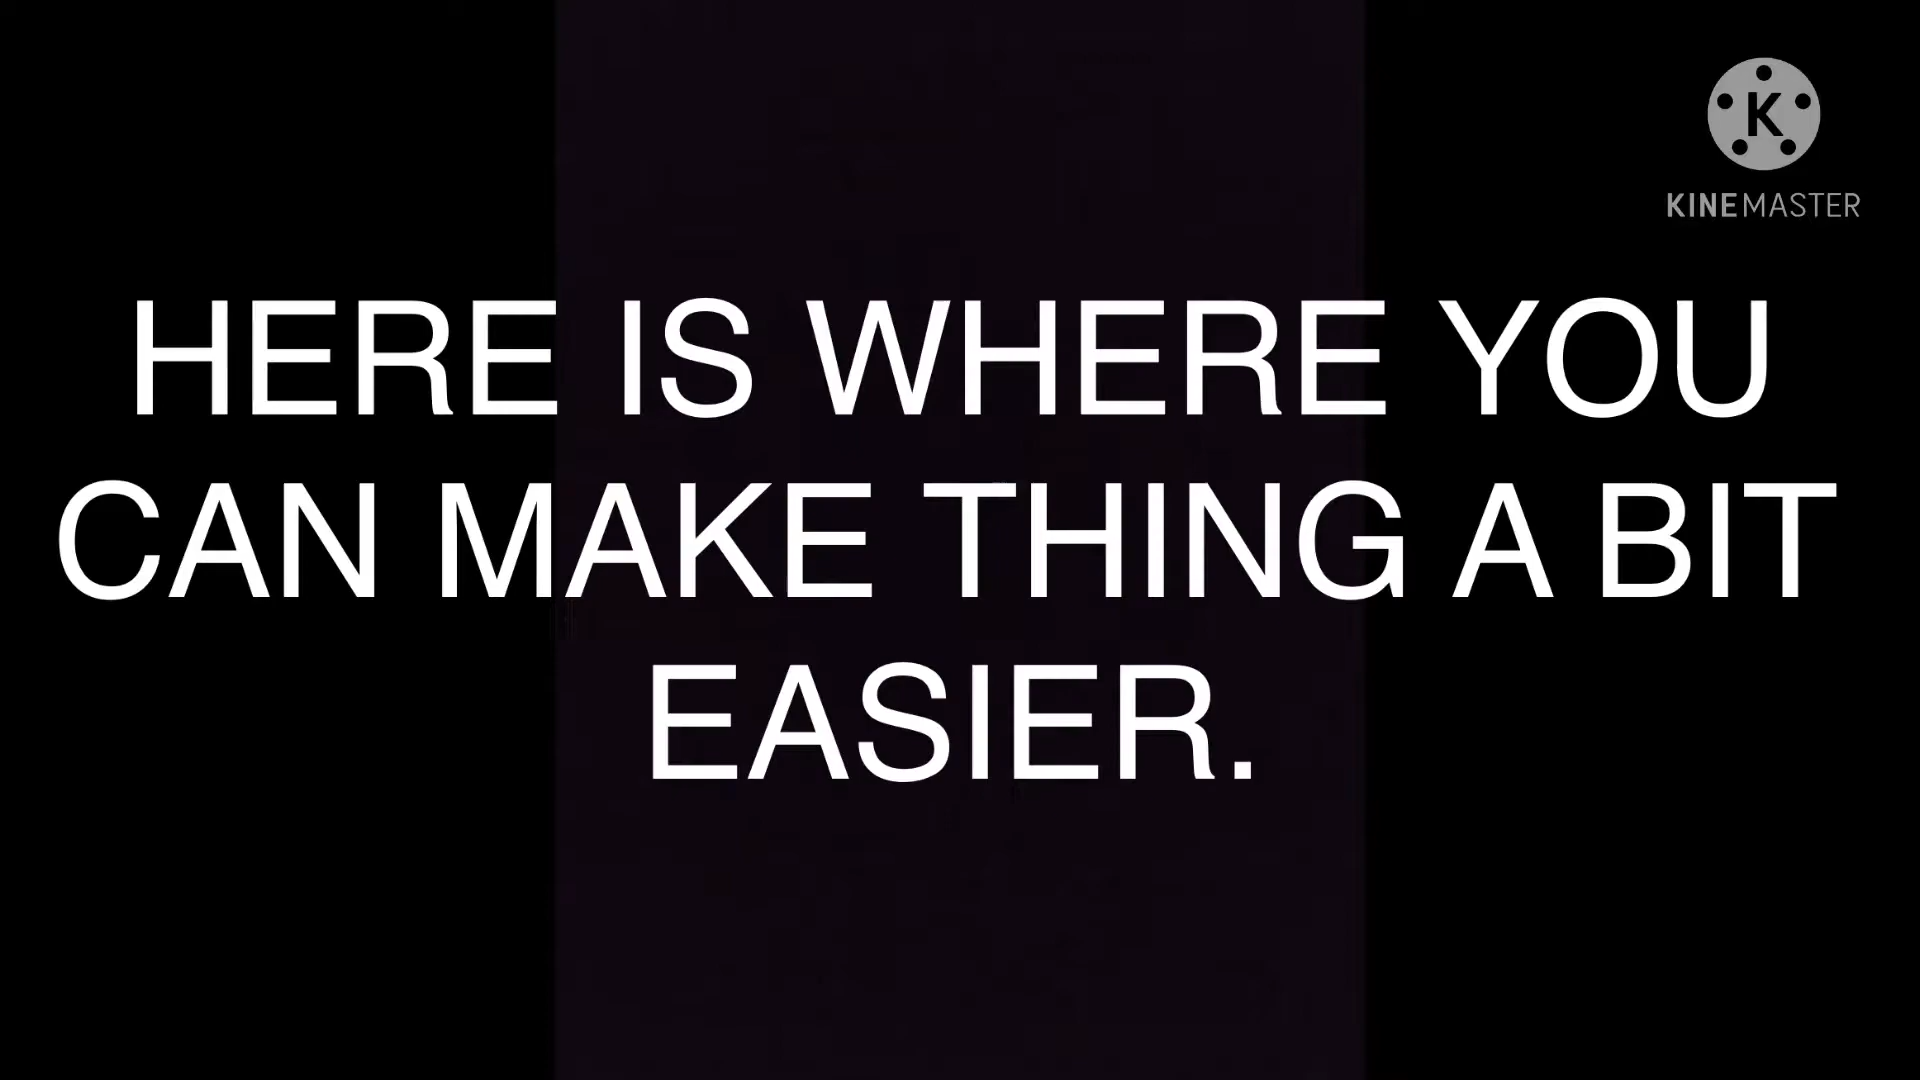 K
KINEMASTER
HERE IS WHERE YOU
CAN MAKE THING A BIT
EASIER.